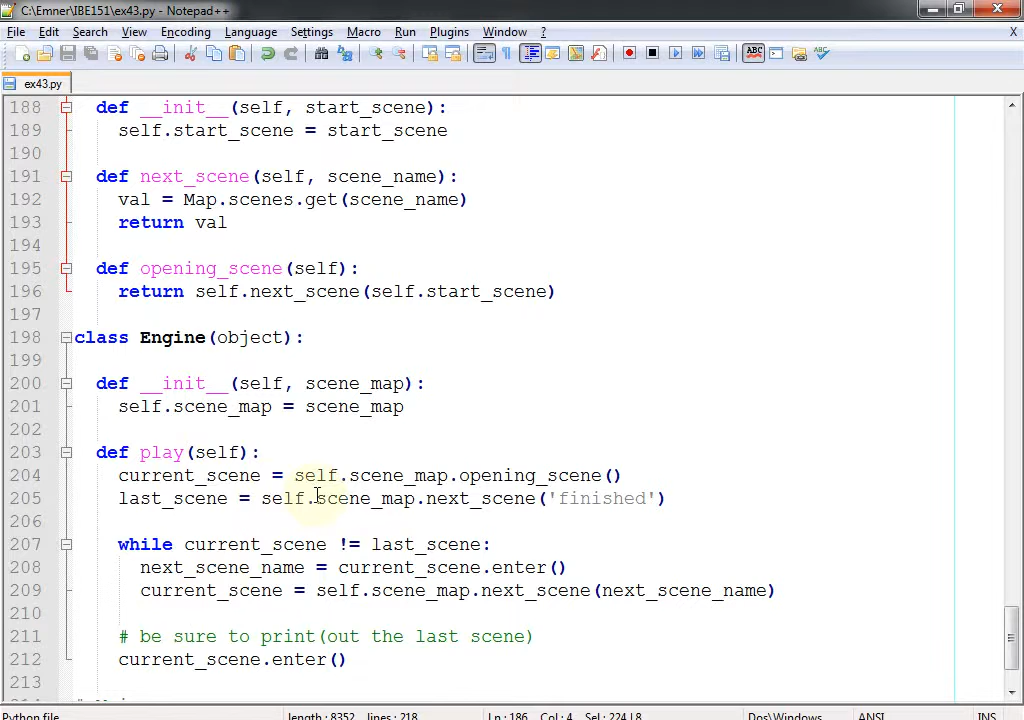 C:\Emner\IBE151\ex43.py - Notepad++
File Edit Search View Encoding Language Settings Macro Run Plugins Window ? X
ex43.py
188 def __init__(self, start_scene):
189 self.start_scene = start_scene
190
191 def next_scene(self, scene_name):
192 val = Map.scenes.get(scene_name)
193 return val
194
195 def opening_scene(self):
196 return self.next_scene(self.start_scene)
197
198 class Engine(object):
199
200 def __init__(self, scene_map):
201 self.scene_map = scene_map
202
203 def play(self):
204 current_scene = self.scene_map.opening_scene()
205 last_scene = self.scene_map.next_scene('finished')
206
207 while current_scene != last_scene:
208 next_scene_name = current_scene.enter()
209 current_scene = self.scene_map.next_scene(next_scene_name)
210
211 # be sure to print(out the last scene)
212 current_scene.enter()
213
Python file length : 8352 lines : 218 Ln : 186 Col : 4 Sel : 224 | 8 Dos\Windows ANSI INS